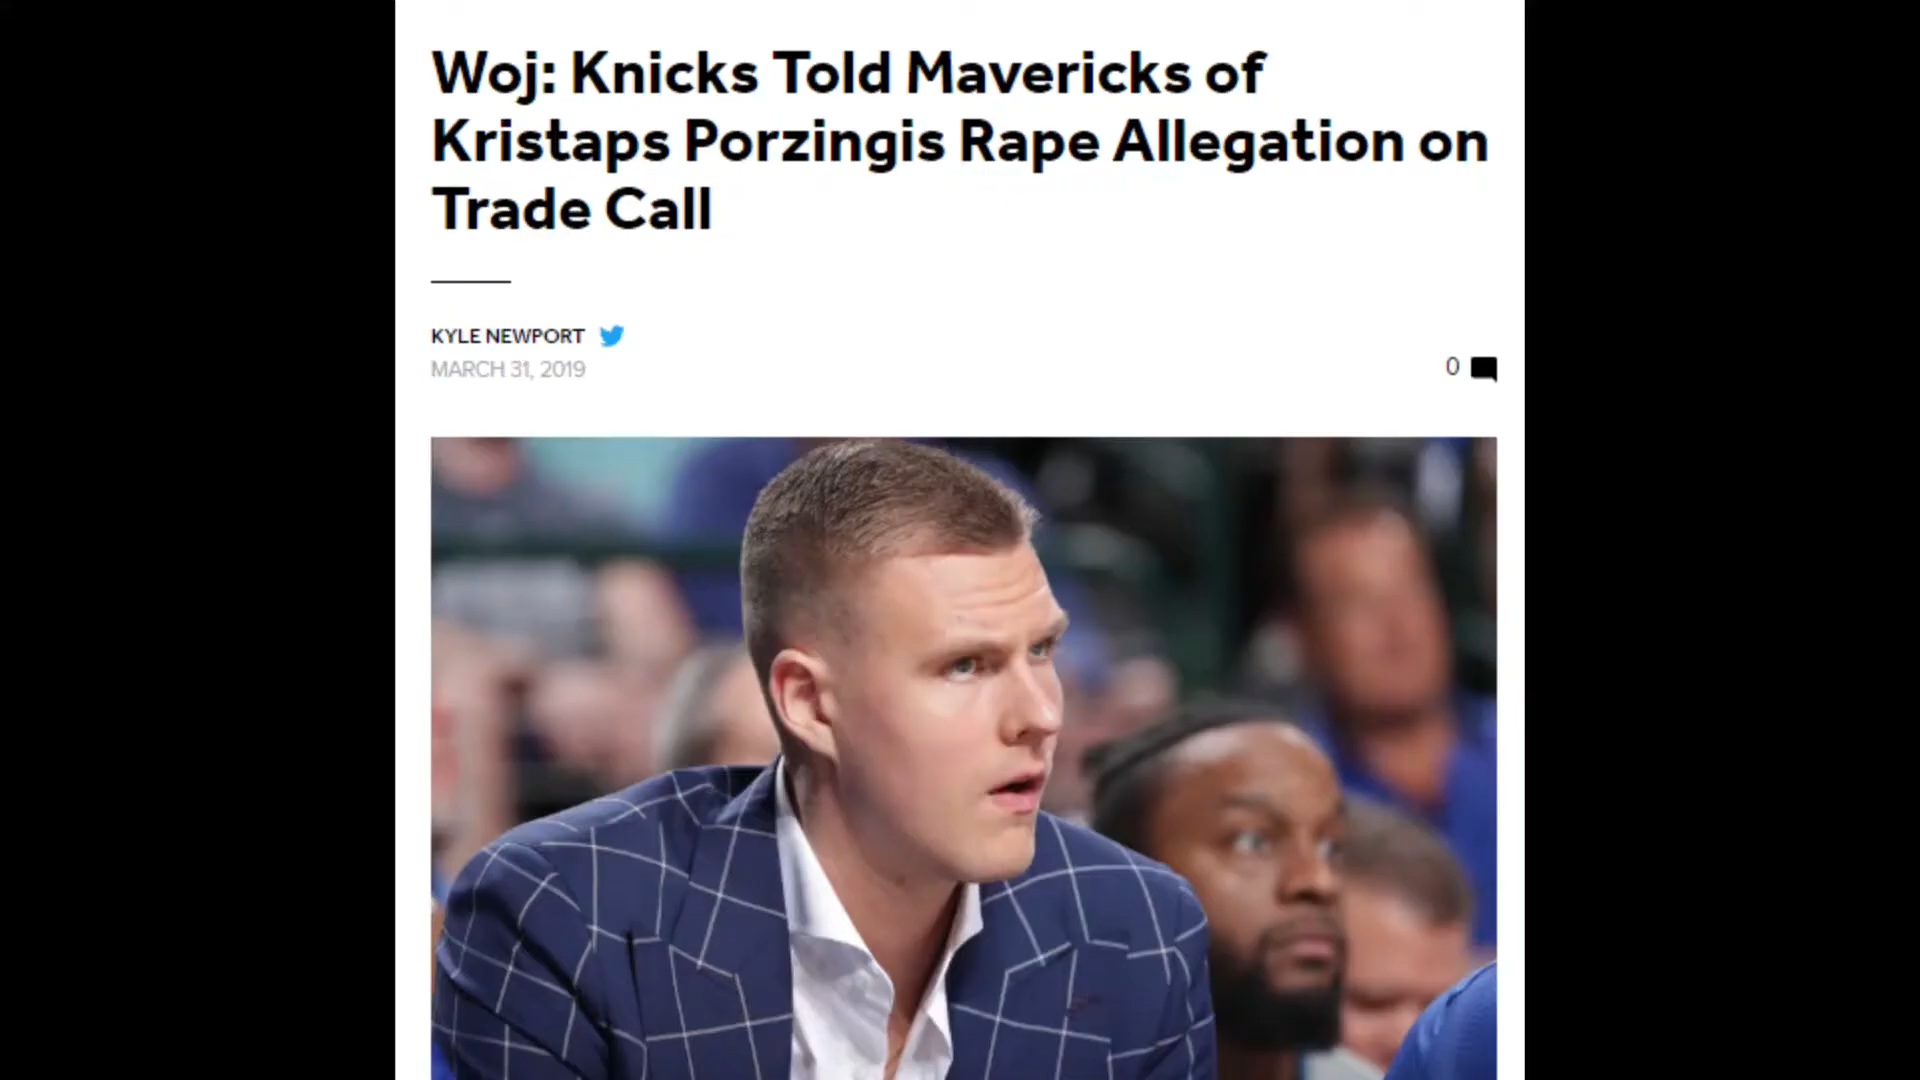 Woj: Knicks Told Mavericks of
Kristaps Porzingis Rape Allegation on
Trade Call
KYLE NEWPORT
MARCH 31, 2019
0